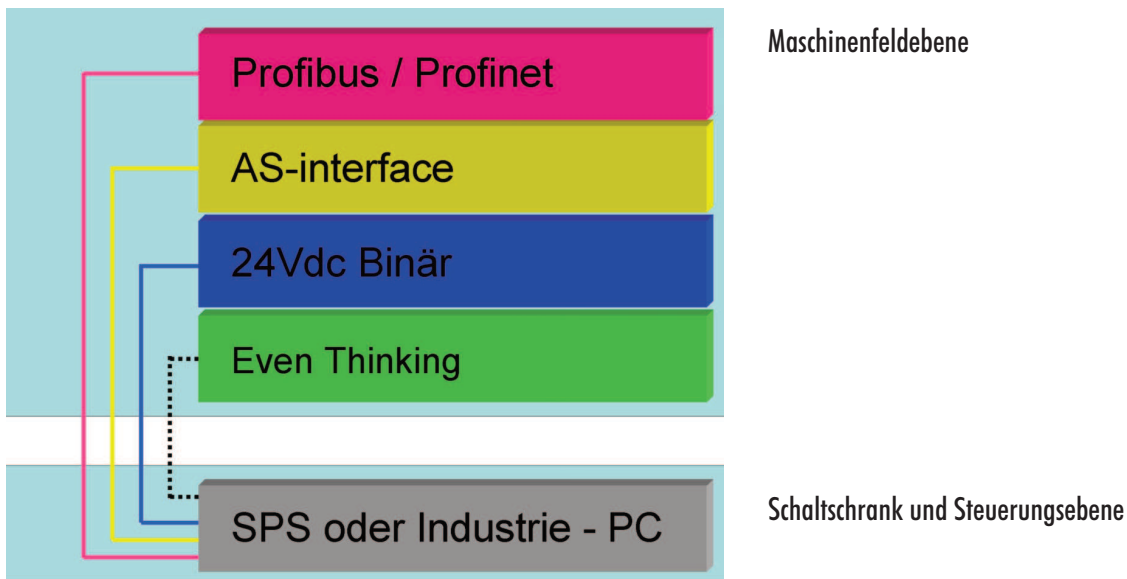 Maschinenfeldebene
Profibus / Profinet
AS-interface
24Vdc Binär
Even Thinking
SPS oder Industrie - PC
Schaltschrank und Steuerungsebene